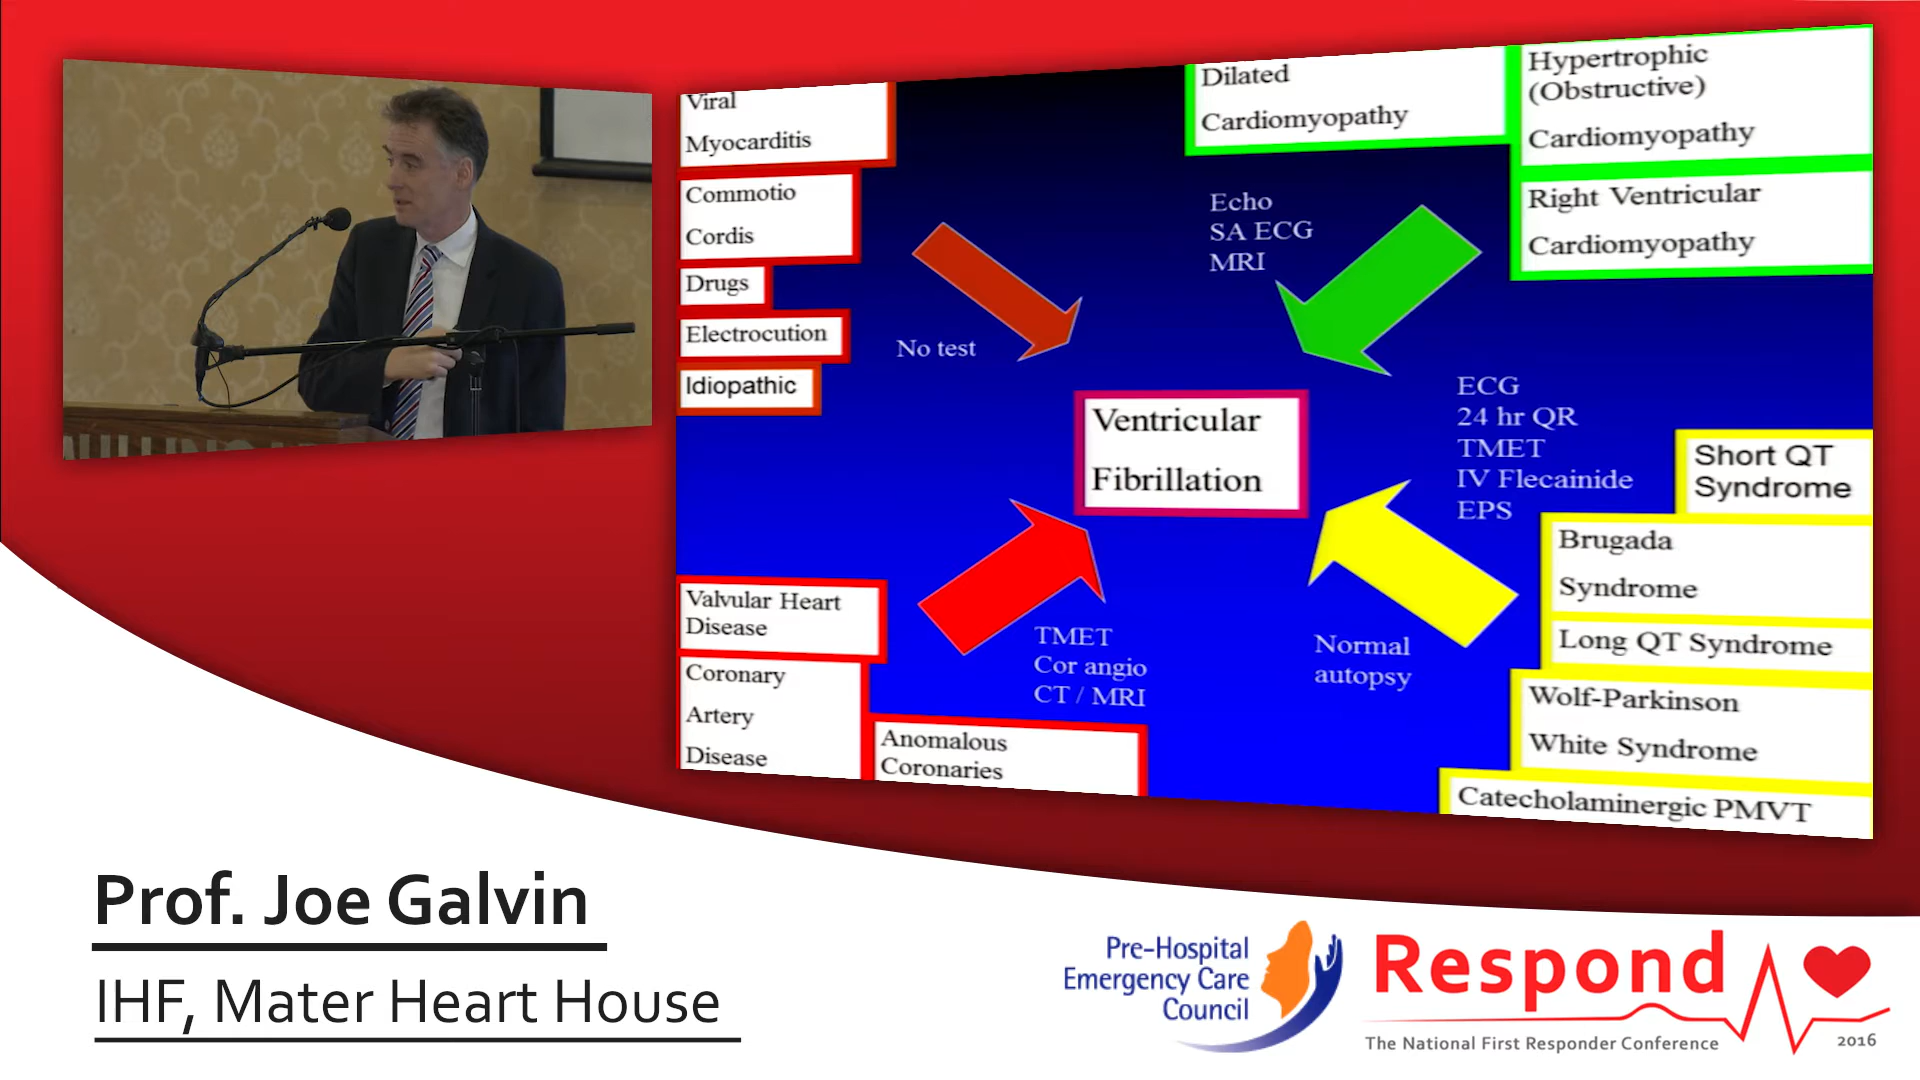 Viral
Myocarditis
Commotio
Cordis
Drugs
Electrocution
Idiopathic
No test
Dilated
Cardiomyopathy
Hypertrophic
(Obstructive)
Cardiomyopathy
Right Ventricular
Cardiomyopathy
Echo
SA ECG
MRI
Ventricular
Fibrillation
ECG
24 hr QR
TMET
IV Flecainide
EPS
Short QT
Syndrome
Brugada
Syndrome
Long QT Syndrome
Wolf-Parkinson
White Syndrome
Catecholaminergic PMVT
Normal
autopsy
Valvular Heart
Disease
Coronary
Artery
Disease
Anomalous
Coronaries
TMET
Cor angio
CT / MRI
Prof. Joe Galvin
IHF, Mater Heart House
Pre-Hospital
Emergency Care
Council
Respond
The National First Responder Conference
2016